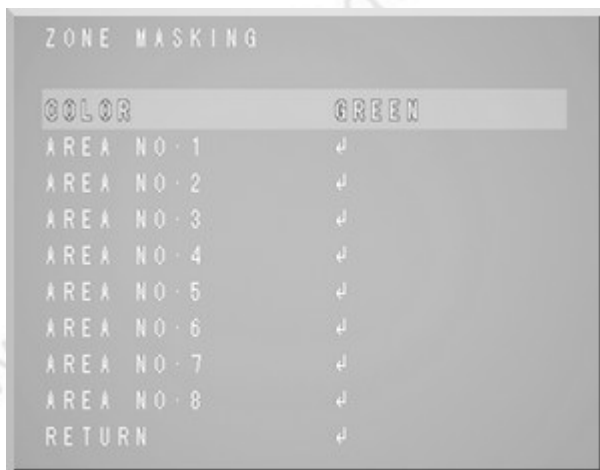 ZONE MASKING
COLOR GREEN
AREA NO·1 ↲
AREA NO·2 ↲
AREA NO·3 ↲
AREA NO·4 ↲
AREA NO·5 ↲
AREA NO·6 ↲
AREA NO·7 ↲
AREA NO·8 ↲
RETURN ↲